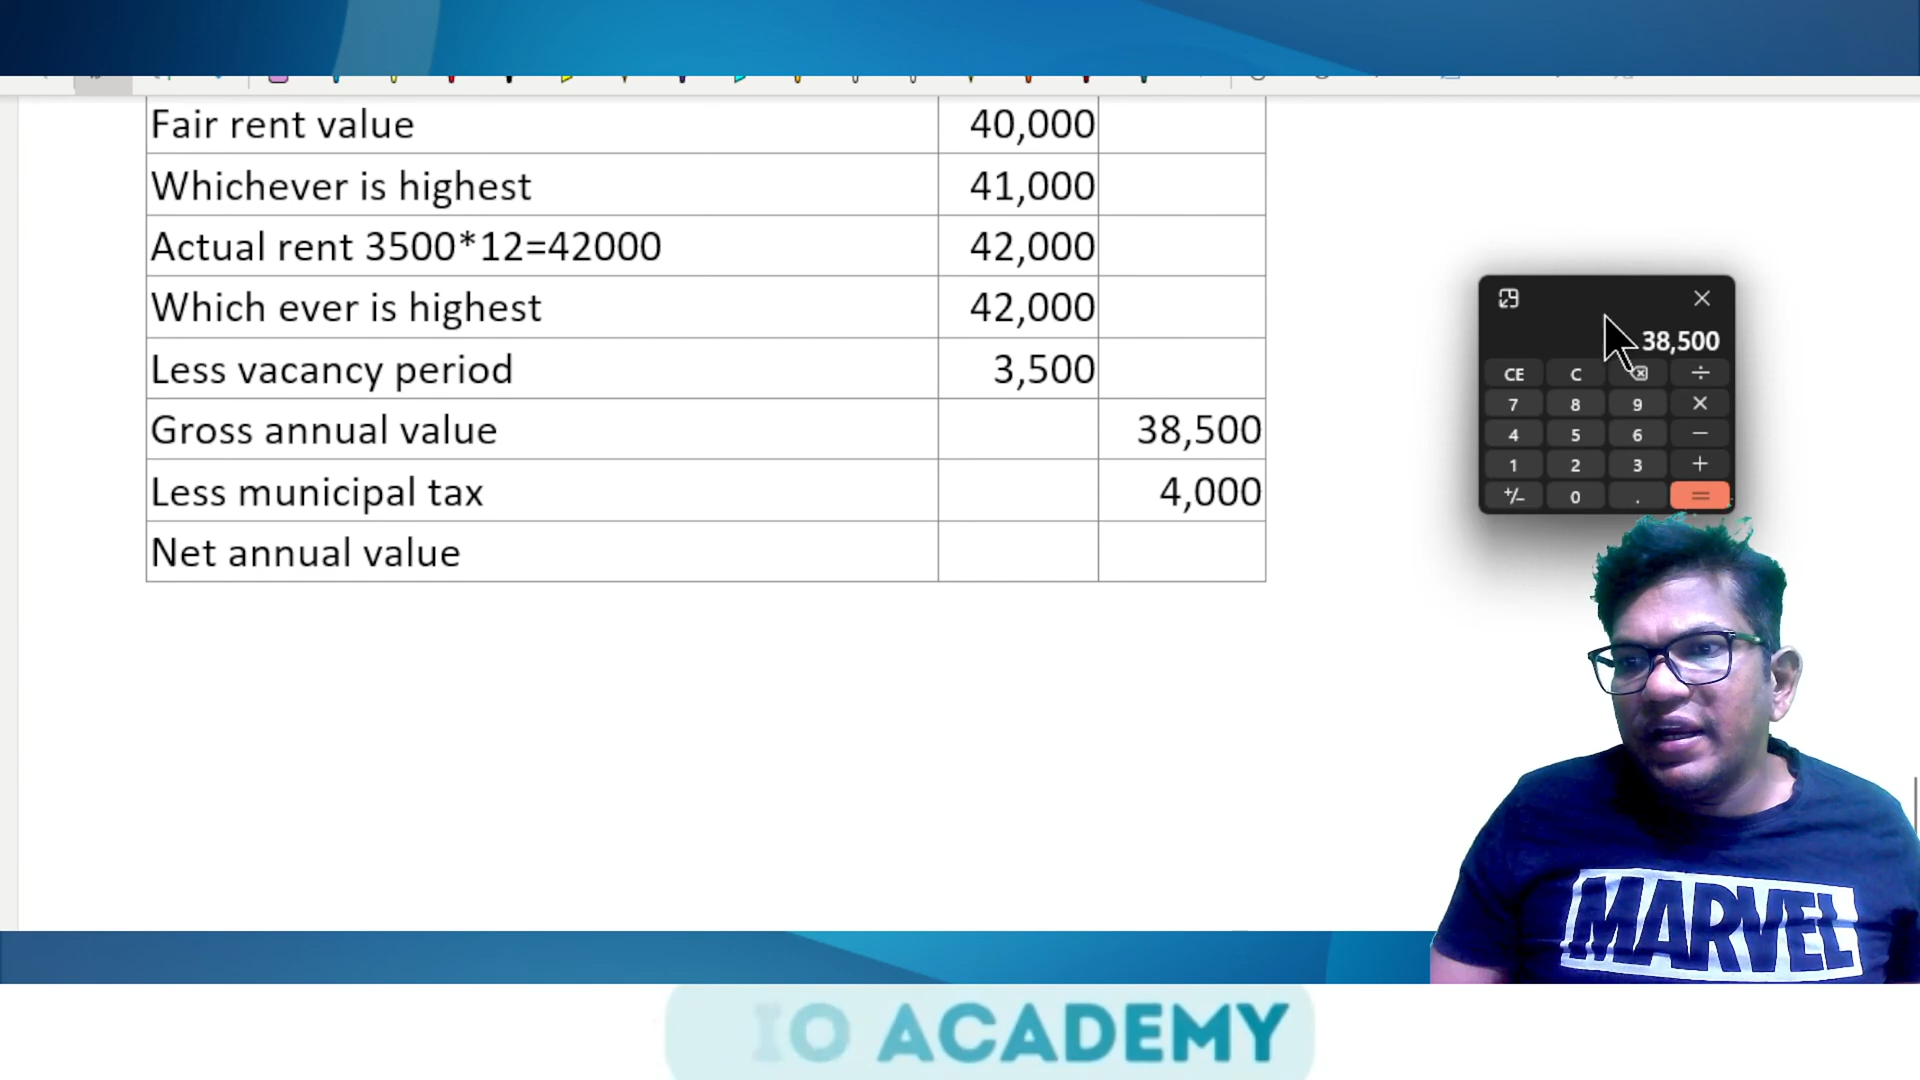 Fair rent value 40,000
Whichever is highest 41,000
Actual rent 3500*12=42000 42,000
Which ever is highest 42,000
Less vacancy period 3,500
Gross annual value 38,500
Less municipal tax 4,000
Net annual value
38,500
CE C ÷
7 8 9 ×
4 5 6 −
1 2 3 +
+/− 0 . =
MARVEL
IO ACADEMY